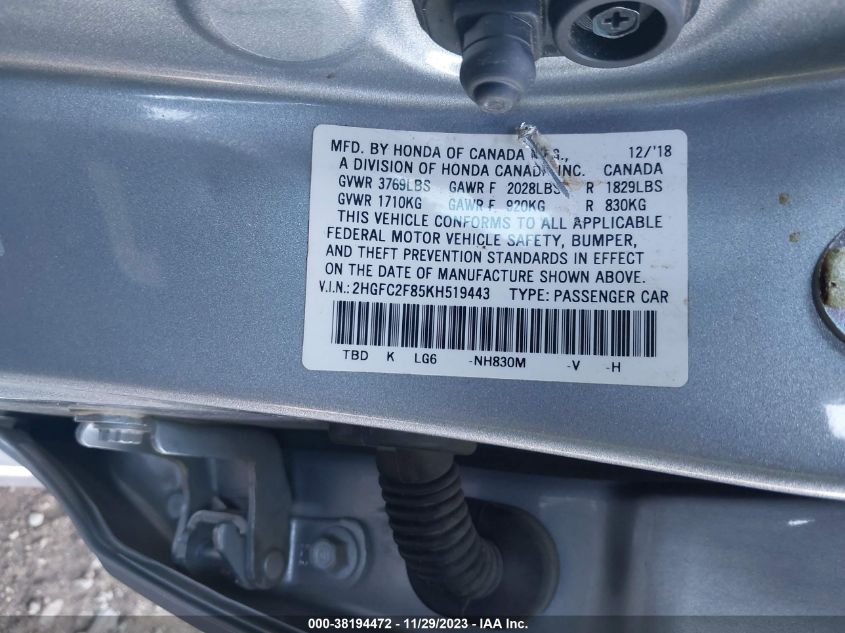 MFD. BY HONDA OF CANADA MFG., 12/'18
A DIVISION OF HONDA CANADA INC. CANADA
GVWR 3769LBS GAWR F 2028LBS R 1829LBS
GVWR 1710KG GAWR F 920KG R 830KG
THIS VEHICLE CONFORMS TO ALL APPLICABLE
FEDERAL MOTOR VEHICLE SAFETY, BUMPER,
AND THEFT PREVENTION STANDARDS IN EFFECT
ON THE DATE OF MANUFACTURE SHOWN ABOVE.
V.I.N.: 2HGFC2F85KH519443 TYPE: PASSENGER CAR
TBD K LG6 -NH830M -V -H
000-38194472 - 11/29/2023 - IAA Inc.